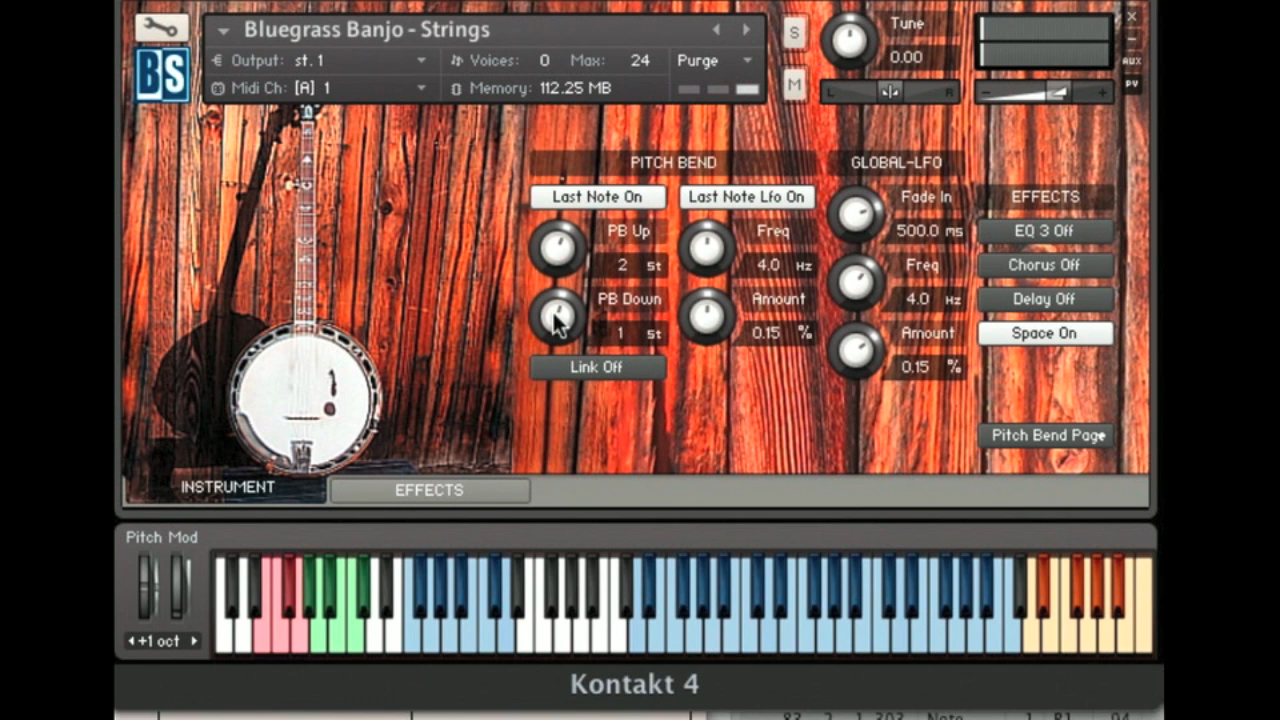 Bluegrass Banjo - Strings
BS
Output: st. 1
Voices: 0 Max: 24
Purge
Midi Ch: [A] 1
Memory: 112.25 MB
S
M
Tune
0.00
L R
- +
x
-
AUX
PV
PITCH BEND
Last Note On
Last Note Lfo On
PB Up
2 st
Freq
4.0 Hz
PB Down
1 st
Amount
0.15 %
Link Off
GLOBAL-LFO
Fade In
500.0 ms
Freq
4.0 Hz
Amount
0.15 %
EFFECTS
EQ 3 Off
Chorus Off
Delay Off
Space On
Pitch Bend Page
INSTRUMENT
EFFECTS
Pitch Mod
+1 oct
Kontakt 4